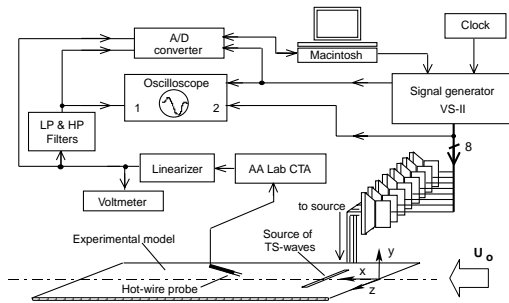 A/D
converter
Macintosh
Clock
Oscilloscope
1
2
Signal generator
VS-II
LP & HP
Filters
8
Linearizer
AA Lab CTA
Voltmeter
to source
Experimental model
Source of
TS-waves
y
x
z
U o
Hot-wire probe